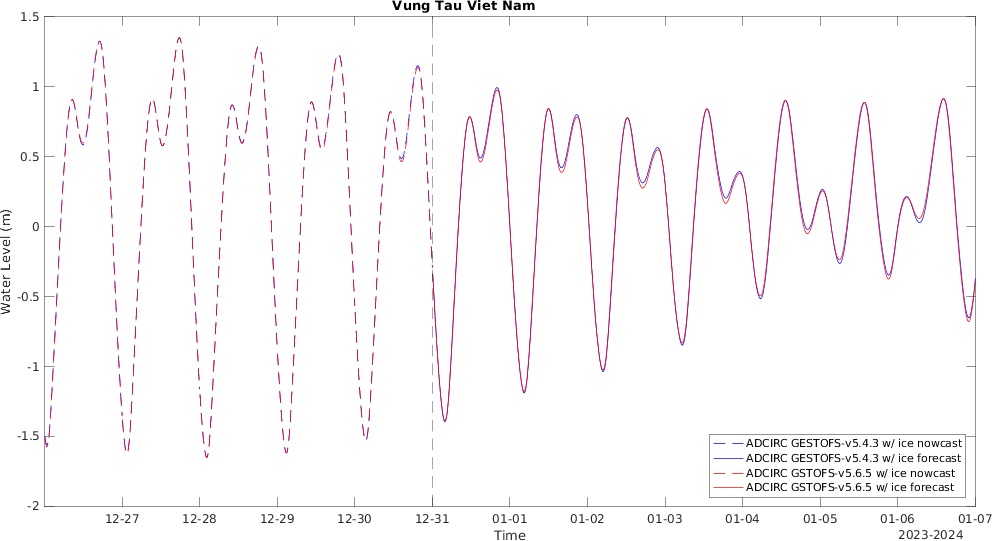 Vung Tau Viet Nam
1.5
1
0.5
0
-0.5
-1
-1.5
-2
Water Level (m)
12-27 12-28 12-29 12-30 12-31 01-01 01-02 01-03 01-04 01-05 01-06 01-07
Time
2023-2024
ADCIRC GESTOFS-v5.4.3 w/ ice nowcast
ADCIRC GESTOFS-v5.4.3 w/ ice forecast
ADCIRC GSTOFS-v5.6.5 w/ ice nowcast
ADCIRC GSTOFS-v5.6.5 w/ ice forecast